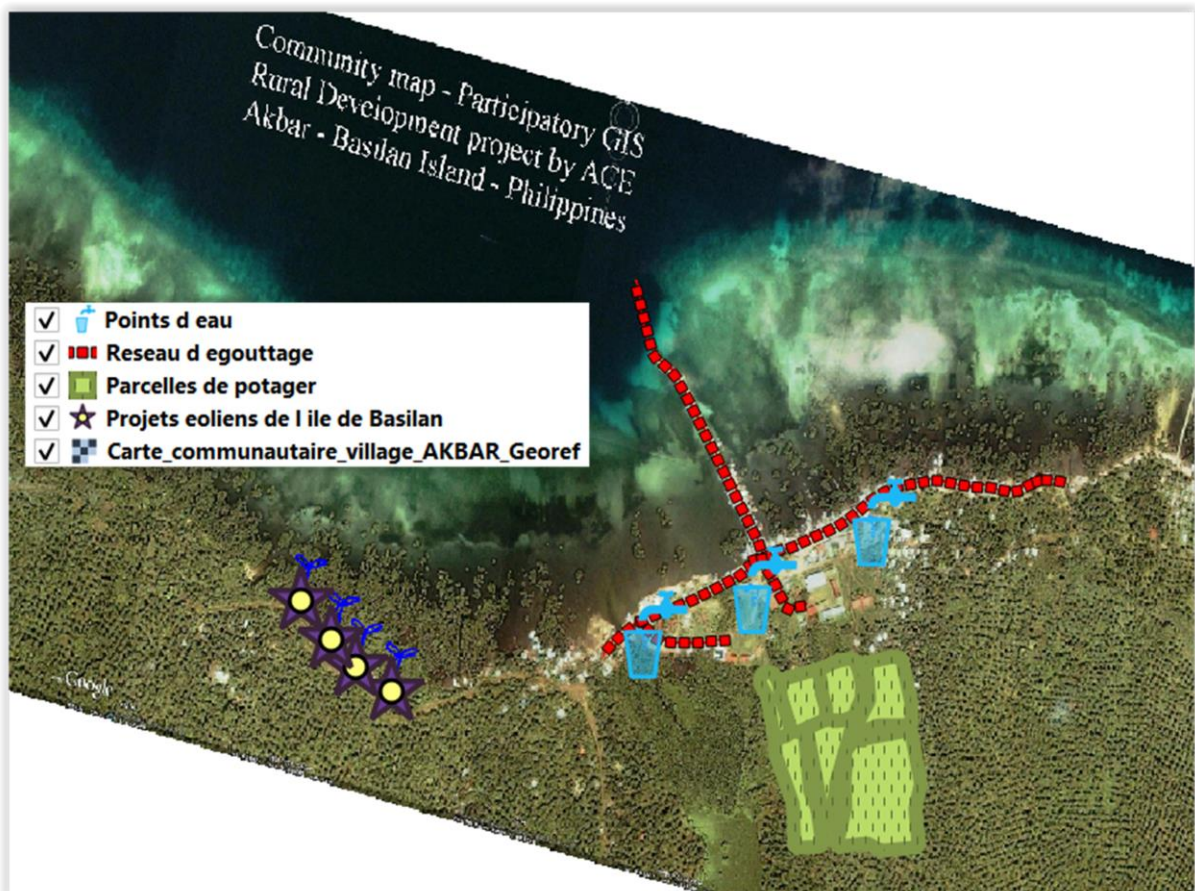 Community map - Participatory GIS
Rural Development project by ACE
Akbar - Basilan Island - Philippines
Points d eau
Reseau d egouttage
Parcelles de potager
Projets eoliens de l ile de Basilan
Carte_communautaire_village_AKBAR_Georef
Google